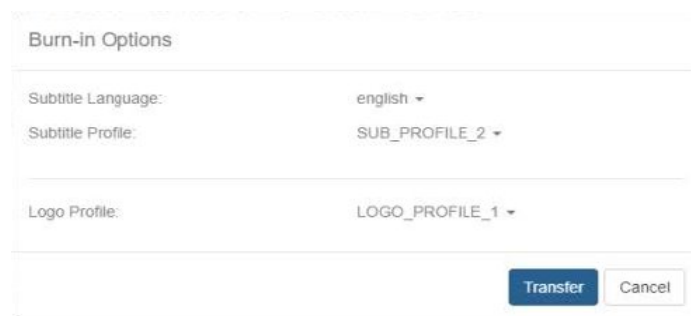 Burn-in Options
Subtitle Language: english
Subtitle Profile: SUB_PROFILE_2
Logo Profile: LOGO_PROFILE_1
Transfer Cancel